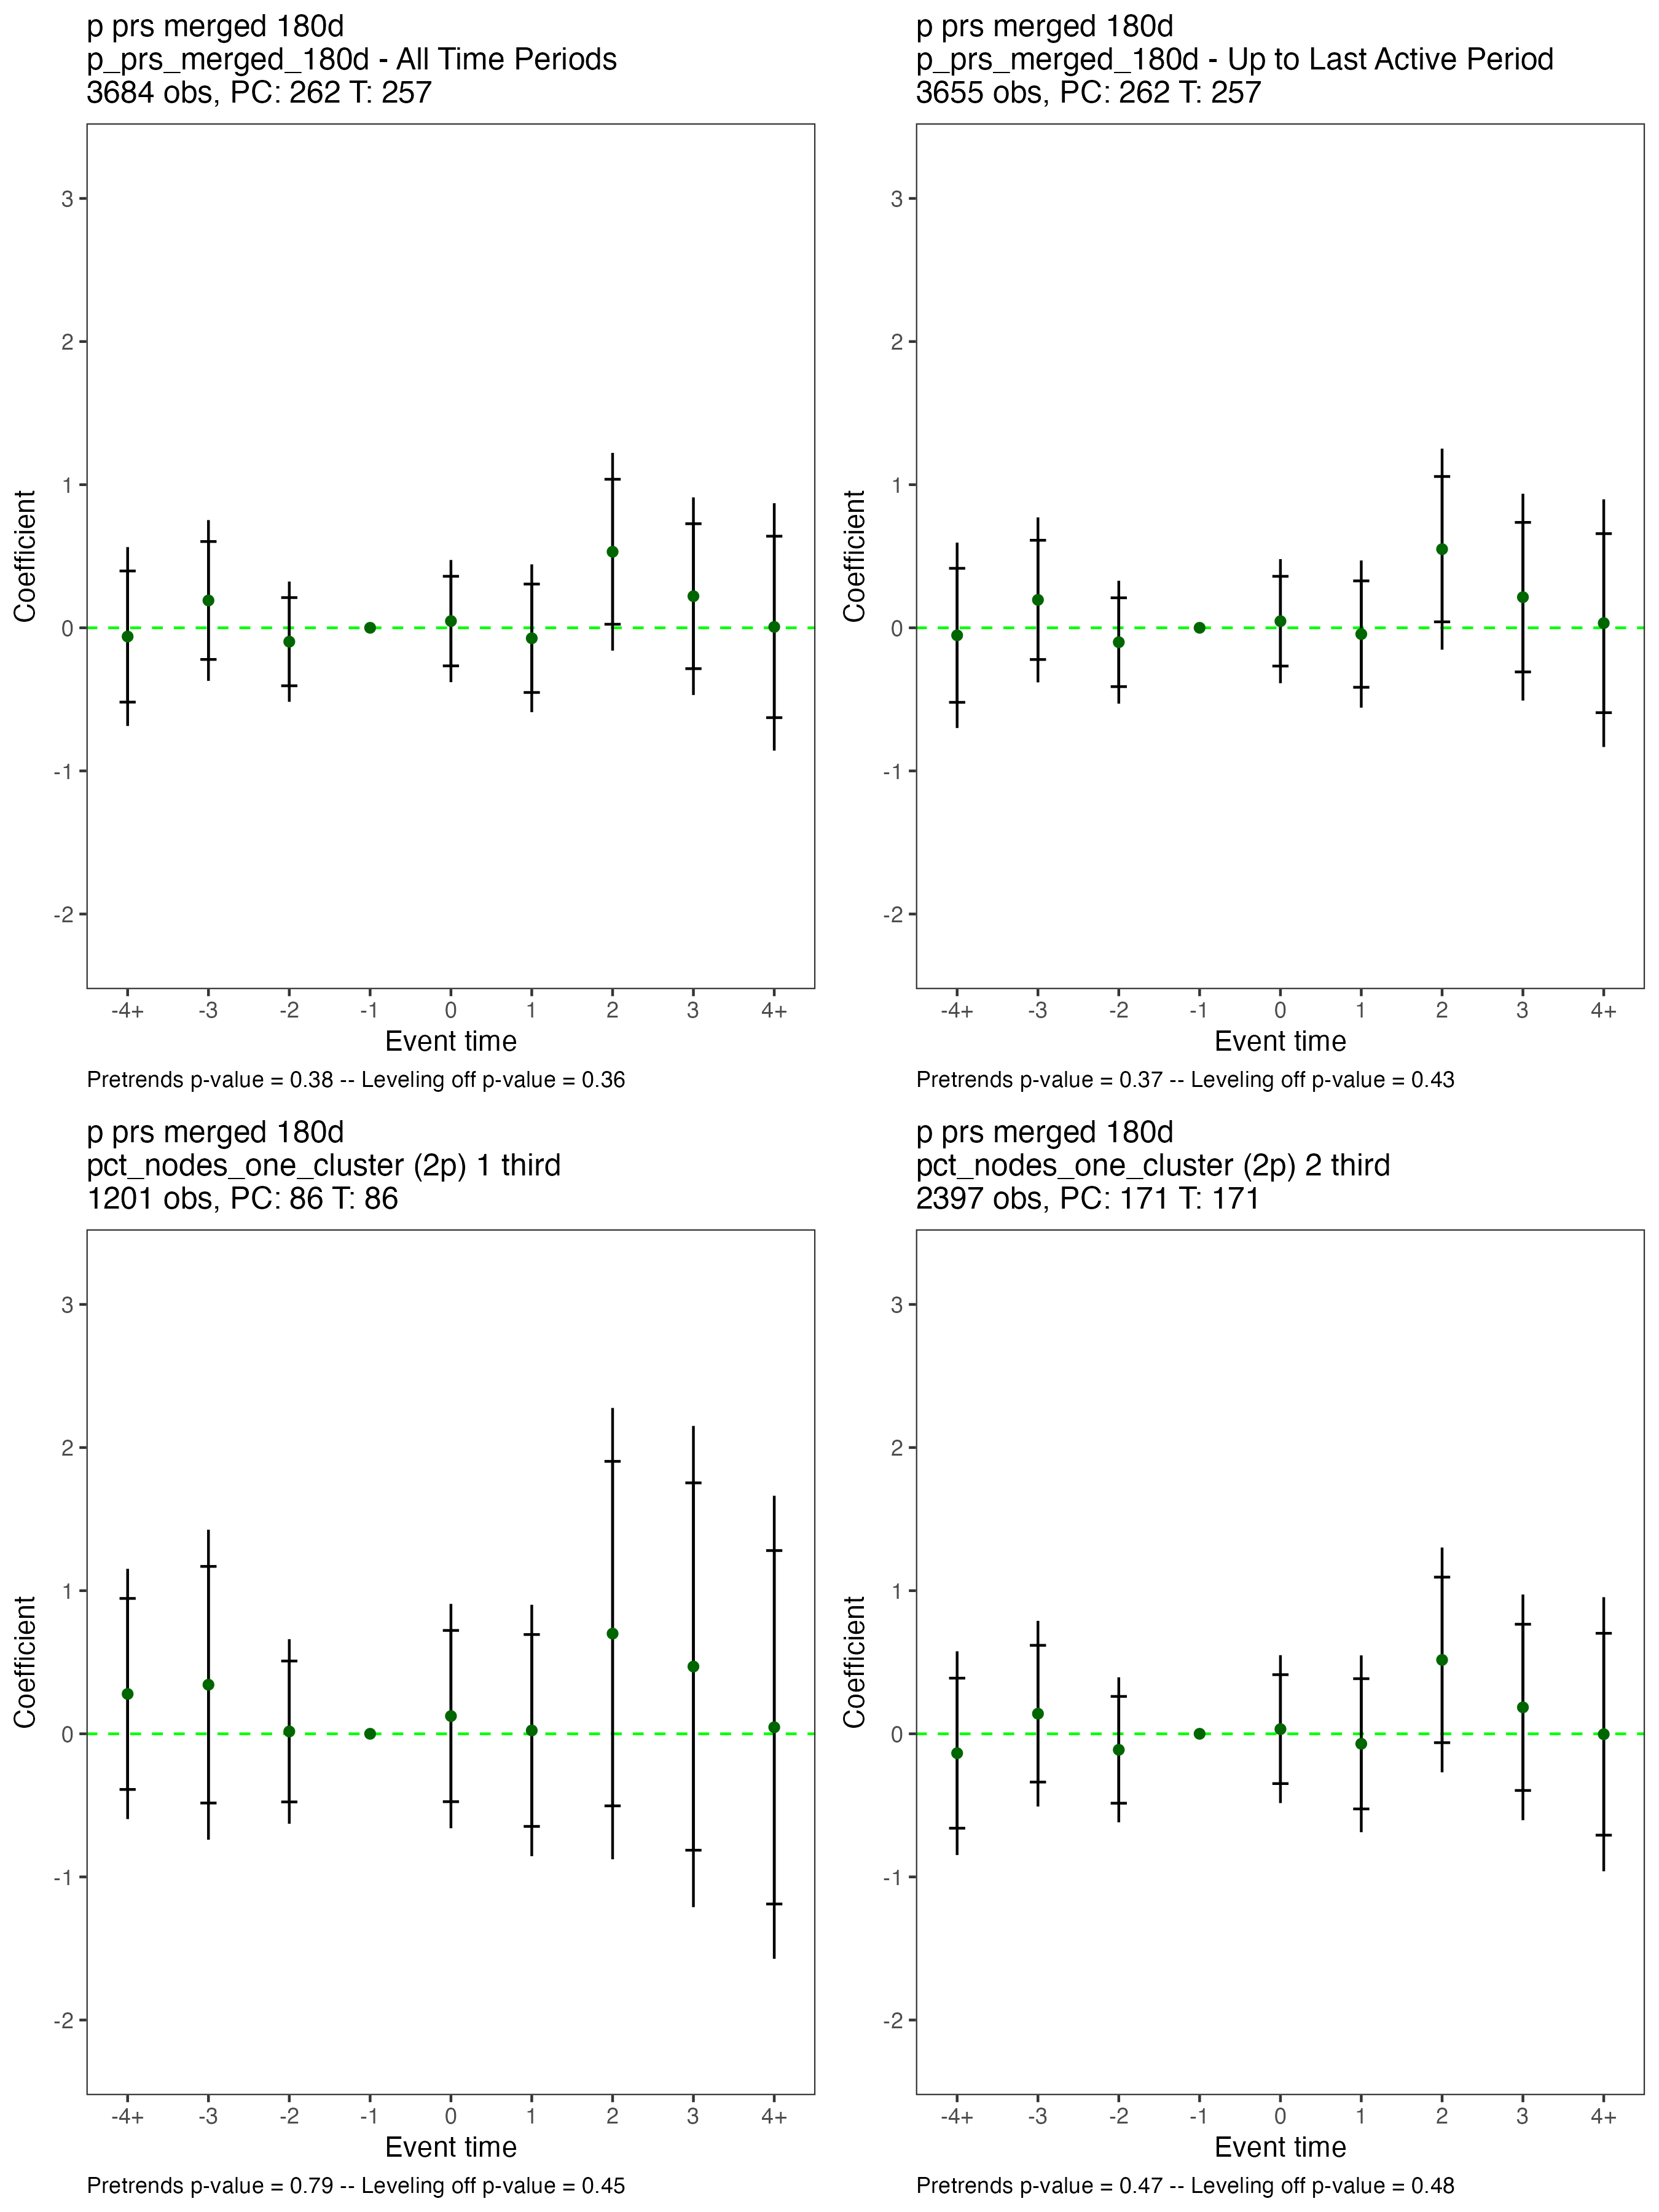 p prs merged 180d
p_prs_merged_180d - All Time Periods
3684 obs, PC: 262 T: 257
3
2
1
0
-1
-2
Coefficient
-4+ -3 -2 -1 0 1 2 3 4+
Event time
Pretrends p-value = 0.38 -- Leveling off p-value = 0.36
p prs merged 180d
p_prs_merged_180d - Up to Last Active Period
3655 obs, PC: 262 T: 257
3
2
1
0
-1
-2
Coefficient
-4+ -3 -2 -1 0 1 2 3 4+
Event time
Pretrends p-value = 0.37 -- Leveling off p-value = 0.43
p prs merged 180d
pct_nodes_one_cluster (2p) 1 third
1201 obs, PC: 86 T: 86
3
2
1
0
-1
-2
Coefficient
-4+ -3 -2 -1 0 1 2 3 4+
Event time
Pretrends p-value = 0.79 -- Leveling off p-value = 0.45
p prs merged 180d
pct_nodes_one_cluster (2p) 2 third
2397 obs, PC: 171 T: 171
3
2
1
0
-1
-2
Coefficient
-4+ -3 -2 -1 0 1 2 3 4+
Event time
Pretrends p-value = 0.47 -- Leveling off p-value = 0.48